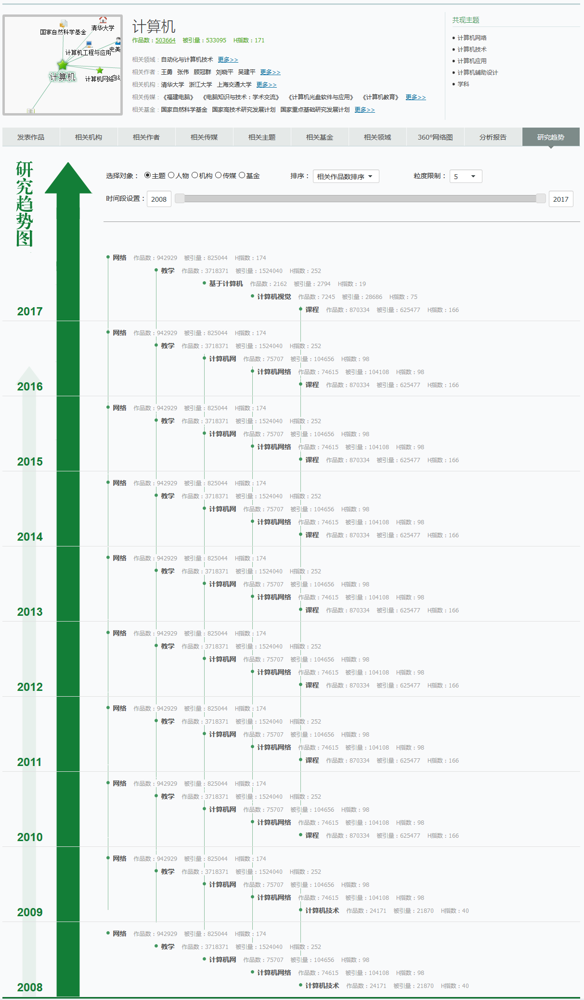 国家自然科学基金
清华大学
计算机工程与应用
史美
计算机
计算机网络
自动
计算机
作品数：503664 被引量：533095 H指数：171
相关领域：自动化与计算机技术 更多>>
相关作者：王勇 张伟 顾冠群 刘晓平 吴建平 更多>>
相关机构：清华大学 浙江大学 上海交通大学 更多>>
相关传媒：《福建电脑》 《电脑知识与技术：学术交流》 《计算机光盘软件与应用》 《计算机教育》 更多>>
相关基金：国家自然科学基金 国家高技术研究发展计划 国家重点基础研究发展计划 更多>>
共现主题
计算机网络
计算机技术
计算机应用
计算机辅助设计
学科
发表作品 相关机构 相关作者 相关传媒 相关主题 相关基金 相关领域 360°网络图 分析报告 研究趋势
研究趋势图
选择对象： 主题 人物 机构 传媒 基金 排序： 相关作品数排序 粒度限制： 5
时间段设置： 2008 2017
网络 作品数：942929 被引量：825044 H指数：174
教学 作品数：3718371 被引量：1524040 H指数：252
基于计算机 作品数：2162 被引量：2794 H指数：19
计算机视觉 作品数：7245 被引量：28686 H指数：75
课程 作品数：870334 被引量：625477 H指数：166
2017
网络 作品数：942929 被引量：825044 H指数：174
教学 作品数：3718371 被引量：1524040 H指数：252
计算机网 作品数：75707 被引量：104656 H指数：98
计算机网络 作品数：74615 被引量：104108 H指数：98
课程 作品数：870334 被引量：625477 H指数：166
2016
网络 作品数：942929 被引量：825044 H指数：174
教学 作品数：3718371 被引量：1524040 H指数：252
计算机网 作品数：75707 被引量：104656 H指数：98
计算机网络 作品数：74615 被引量：104108 H指数：98
课程 作品数：870334 被引量：625477 H指数：166
2015
网络 作品数：942929 被引量：825044 H指数：174
教学 作品数：3718371 被引量：1524040 H指数：252
计算机网 作品数：75707 被引量：104656 H指数：98
计算机网络 作品数：74615 被引量：104108 H指数：98
课程 作品数：870334 被引量：625477 H指数：166
2014
网络 作品数：942929 被引量：825044 H指数：174
教学 作品数：3718371 被引量：1524040 H指数：252
计算机网 作品数：75707 被引量：104656 H指数：98
计算机网络 作品数：74615 被引量：104108 H指数：98
课程 作品数：870334 被引量：625477 H指数：166
2013
网络 作品数：942929 被引量：825044 H指数：174
教学 作品数：3718371 被引量：1524040 H指数：252
计算机网 作品数：75707 被引量：104656 H指数：98
计算机网络 作品数：74615 被引量：104108 H指数：98
课程 作品数：870334 被引量：625477 H指数：166
2012
网络 作品数：942929 被引量：825044 H指数：174
教学 作品数：3718371 被引量：1524040 H指数：252
计算机网 作品数：75707 被引量：104656 H指数：98
计算机网络 作品数：74615 被引量：104108 H指数：98
课程 作品数：870334 被引量：625477 H指数：166
2011
网络 作品数：942929 被引量：825044 H指数：174
教学 作品数：3718371 被引量：1524040 H指数：252
计算机网 作品数：75707 被引量：104656 H指数：98
计算机网络 作品数：74615 被引量：104108 H指数：98
课程 作品数：870334 被引量：625477 H指数：166
2010
网络 作品数：942929 被引量：825044 H指数：174
教学 作品数：3718371 被引量：1524040 H指数：252
计算机网 作品数：75707 被引量：104656 H指数：98
计算机网络 作品数：74615 被引量：104108 H指数：98
计算机技术 作品数：24171 被引量：21870 H指数：40
2009
网络 作品数：942929 被引量：825044 H指数：174
教学 作品数：3718371 被引量：1524040 H指数：252
计算机网 作品数：75707 被引量：104656 H指数：98
计算机网络 作品数：74615 被引量：104108 H指数：98
计算机技术 作品数：24171 被引量：21870 H指数：40
2008